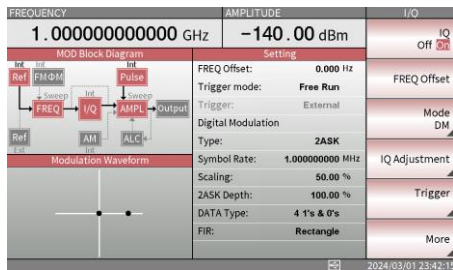 FREQUENCY
AMPLITUDE
I/O
1.000000000000 GHz
-140.00 dBm
IQ
Off On
MOD Block Diagram
Int
Int
Int
Ref
FMΦM
Pulse
Sweep
Int
Sweep
FREQ
I/Q
AMPL
Output
Ref
AM
ALC
Ext
Int
Modulation Waveform
Setting
FREQ Offset: 0.000 Hz
Trigger mode: Free Run
Trigger: External
Digital Modulation
Type: 2ASK
Symbol Rate: 1.000000000 MHz
Scaling: 50.00 %
2ASK Depth: 100.00 %
DATA Type: 4 1's & 0's
FIR: Rectangle
FREQ Offset
Mode
DM
IQ Adjustment
Trigger
More
2024/03/01 23:42:15